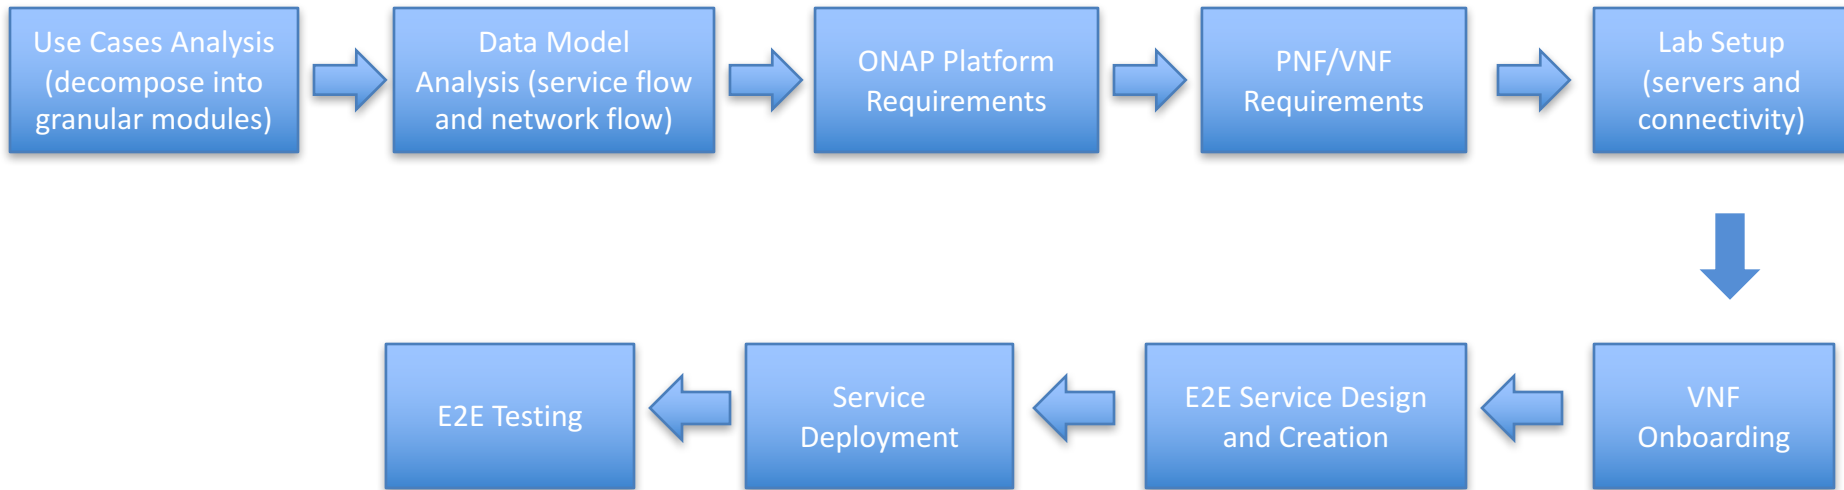 Use Cases Analysis
(decompose into
granular modules)
Data Model
Analysis (service flow
and network flow)
ONAP Platform
Requirements
PNF/VNF
Requirements
Lab Setup
(servers and
connectivity)
E2E Testing
Service
Deployment
E2E Service Design
and Creation
VNF
Onboarding